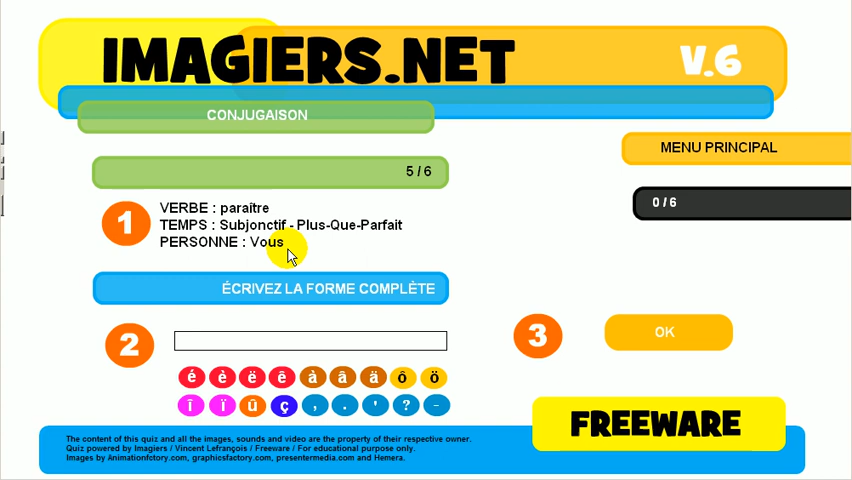 IMAGIERS.NET
V.6
CONJUGAISON
MENU PRINCIPAL
5 / 6
0 / 6
1
VERBE : paraître
TEMPS : Subjonctif - Plus-Que-Parfait
PERSONNE : Vous
ÉCRIVEZ LA FORME COMPLÈTE
2
3
OK
é è ë ê à â ä ô ö
î ï û ç , . ' ? -
FREEWARE
The content of this quiz and all the images, sounds and video are the property of their respective owner.
Quiz powered by Imagiers / Vincent Lefrançois / Freeware / For educational purpose only.
Images by Animationfctory.com, graphicsfactory.com, presentermedia.com and Hemera.